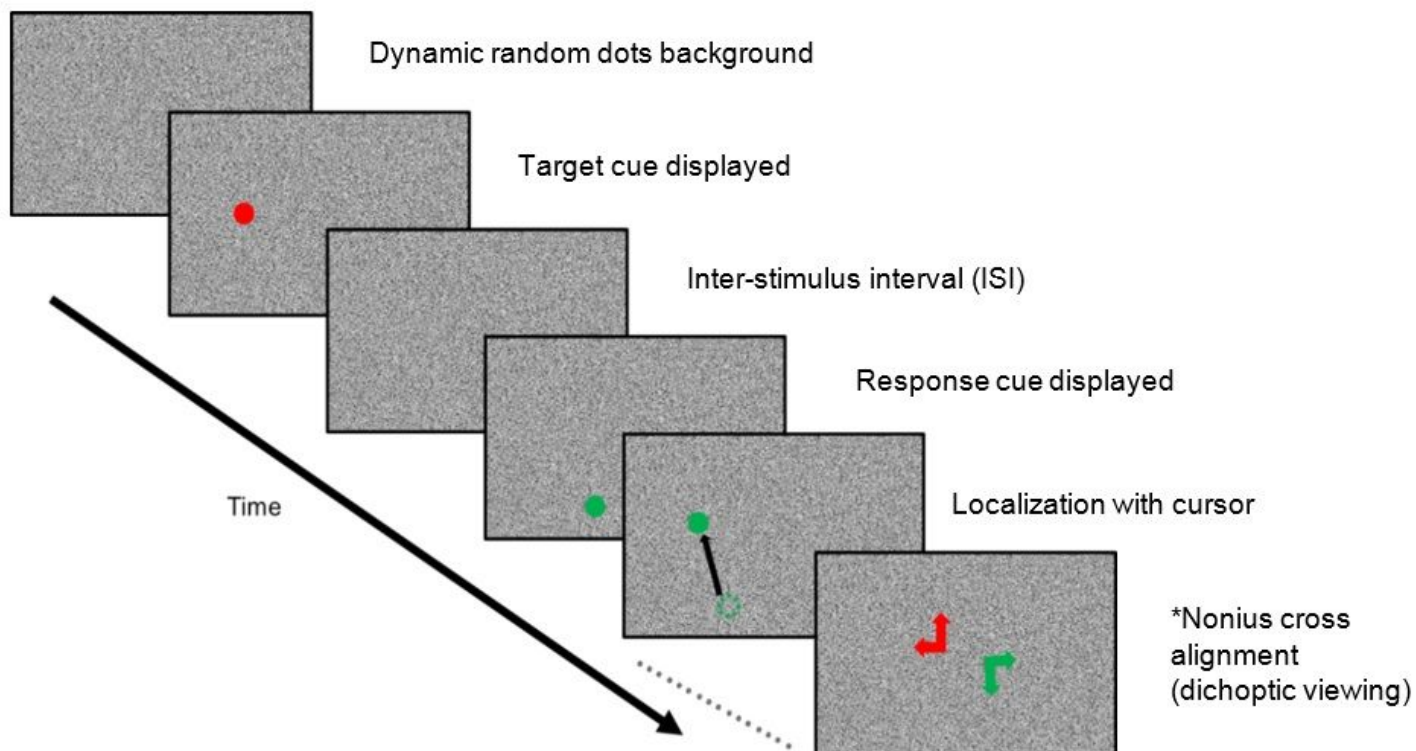 Dynamic random dots background
Target cue displayed
Inter-stimulus interval (ISI)
Response cue displayed
Time
Localization with cursor
*Nonius cross
alignment
(dichoptic viewing)